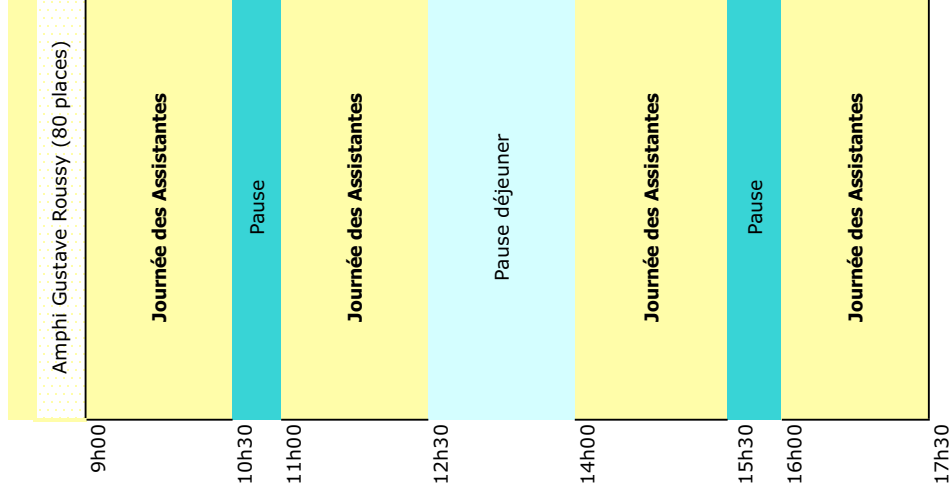 Amphi Gustave Roussy (80 places)
9h00
Journée des Assistantes
10h30
Pause
11h00
Journée des Assistantes
12h30
Pause déjeuner
14h00
Journée des Assistantes
15h30
Pause
16h00
Journée des Assistantes
17h30